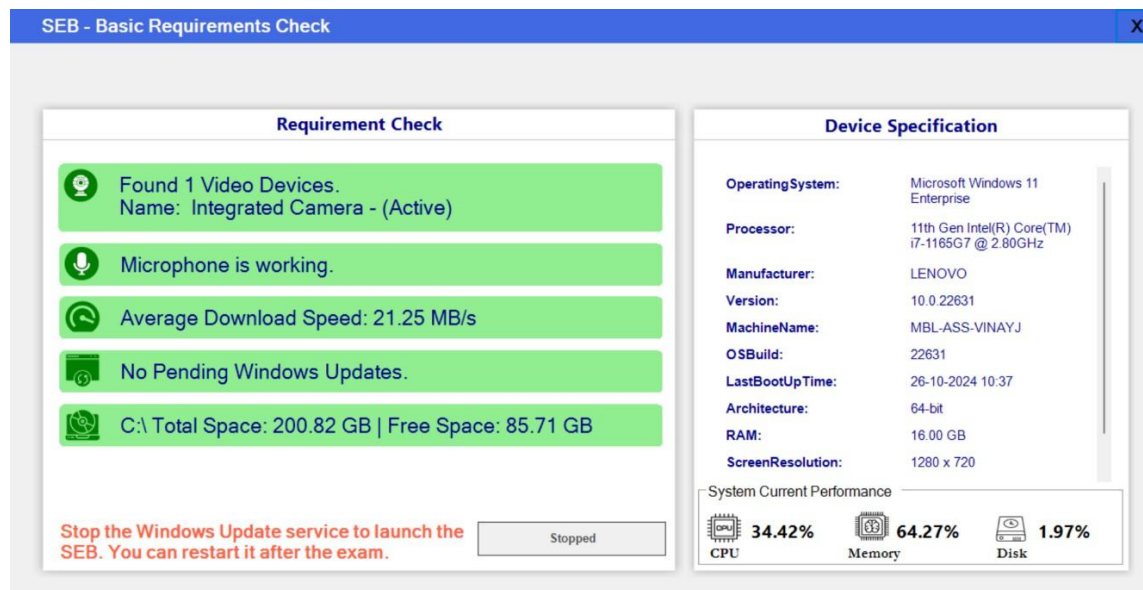 SEB - Basic Requirements Check
X
Requirement Check
Found 1 Video Devices.
Name: Integrated Camera - (Active)
Microphone is working.
Average Download Speed: 21.25 MB/s
No Pending Windows Updates.
C:\ Total Space: 200.82 GB | Free Space: 85.71 GB
Stop the Windows Update service to launch the
SEB. You can restart it after the exam.
Stopped
Device Specification
OperatingSystem: Microsoft Windows 11
Enterprise
Processor: 11th Gen Intel(R) Core(TM)
i7-1165G7 @ 2.80GHz
Manufacturer: LENOVO
Version: 10.0.22631
MachineName: MBL-ASS-VINAYJ
OSBuild: 22631
LastBootUpTime: 26-10-2024 10:37
Architecture: 64-bit
RAM: 16.00 GB
ScreenResolution: 1280 x 720
System Current Performance
CPU 34.42% 64.27% 1.97%
CPU Memory Disk